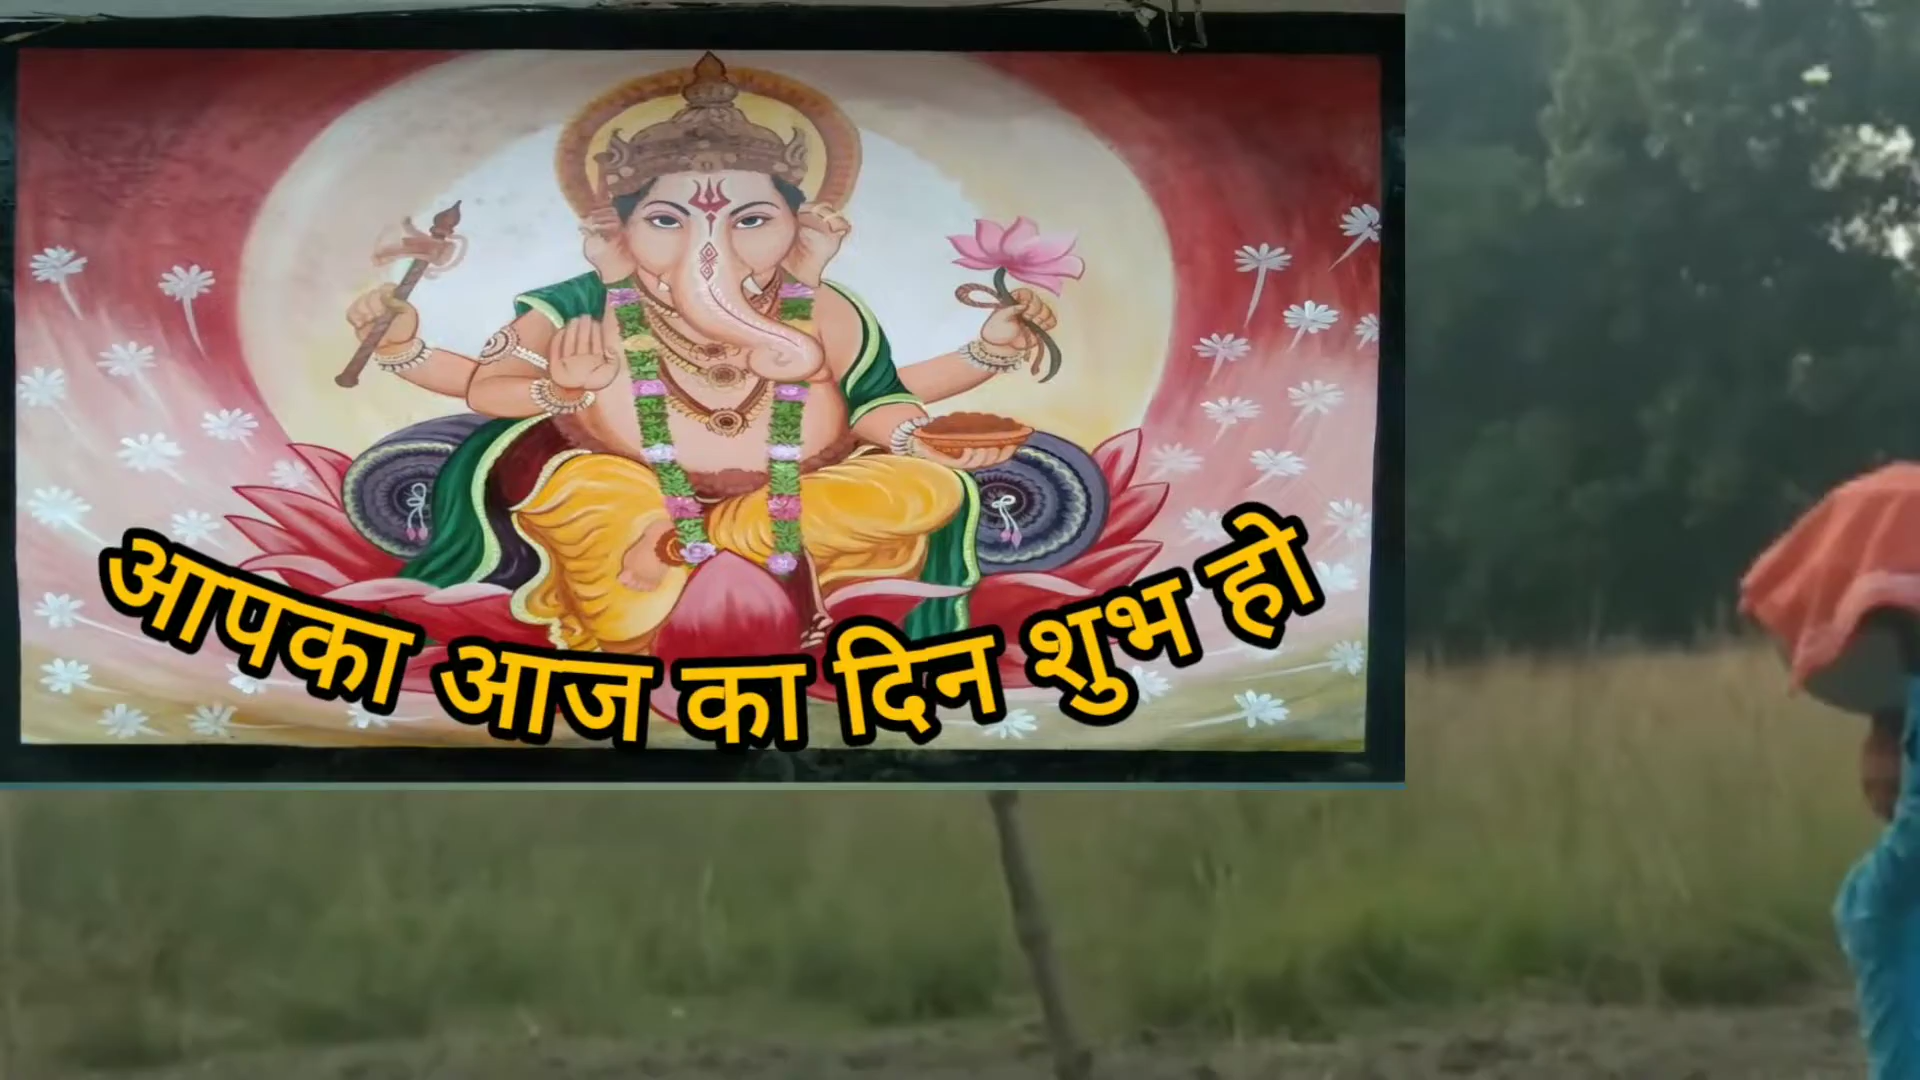 आपका आज का दिन शुभ हो